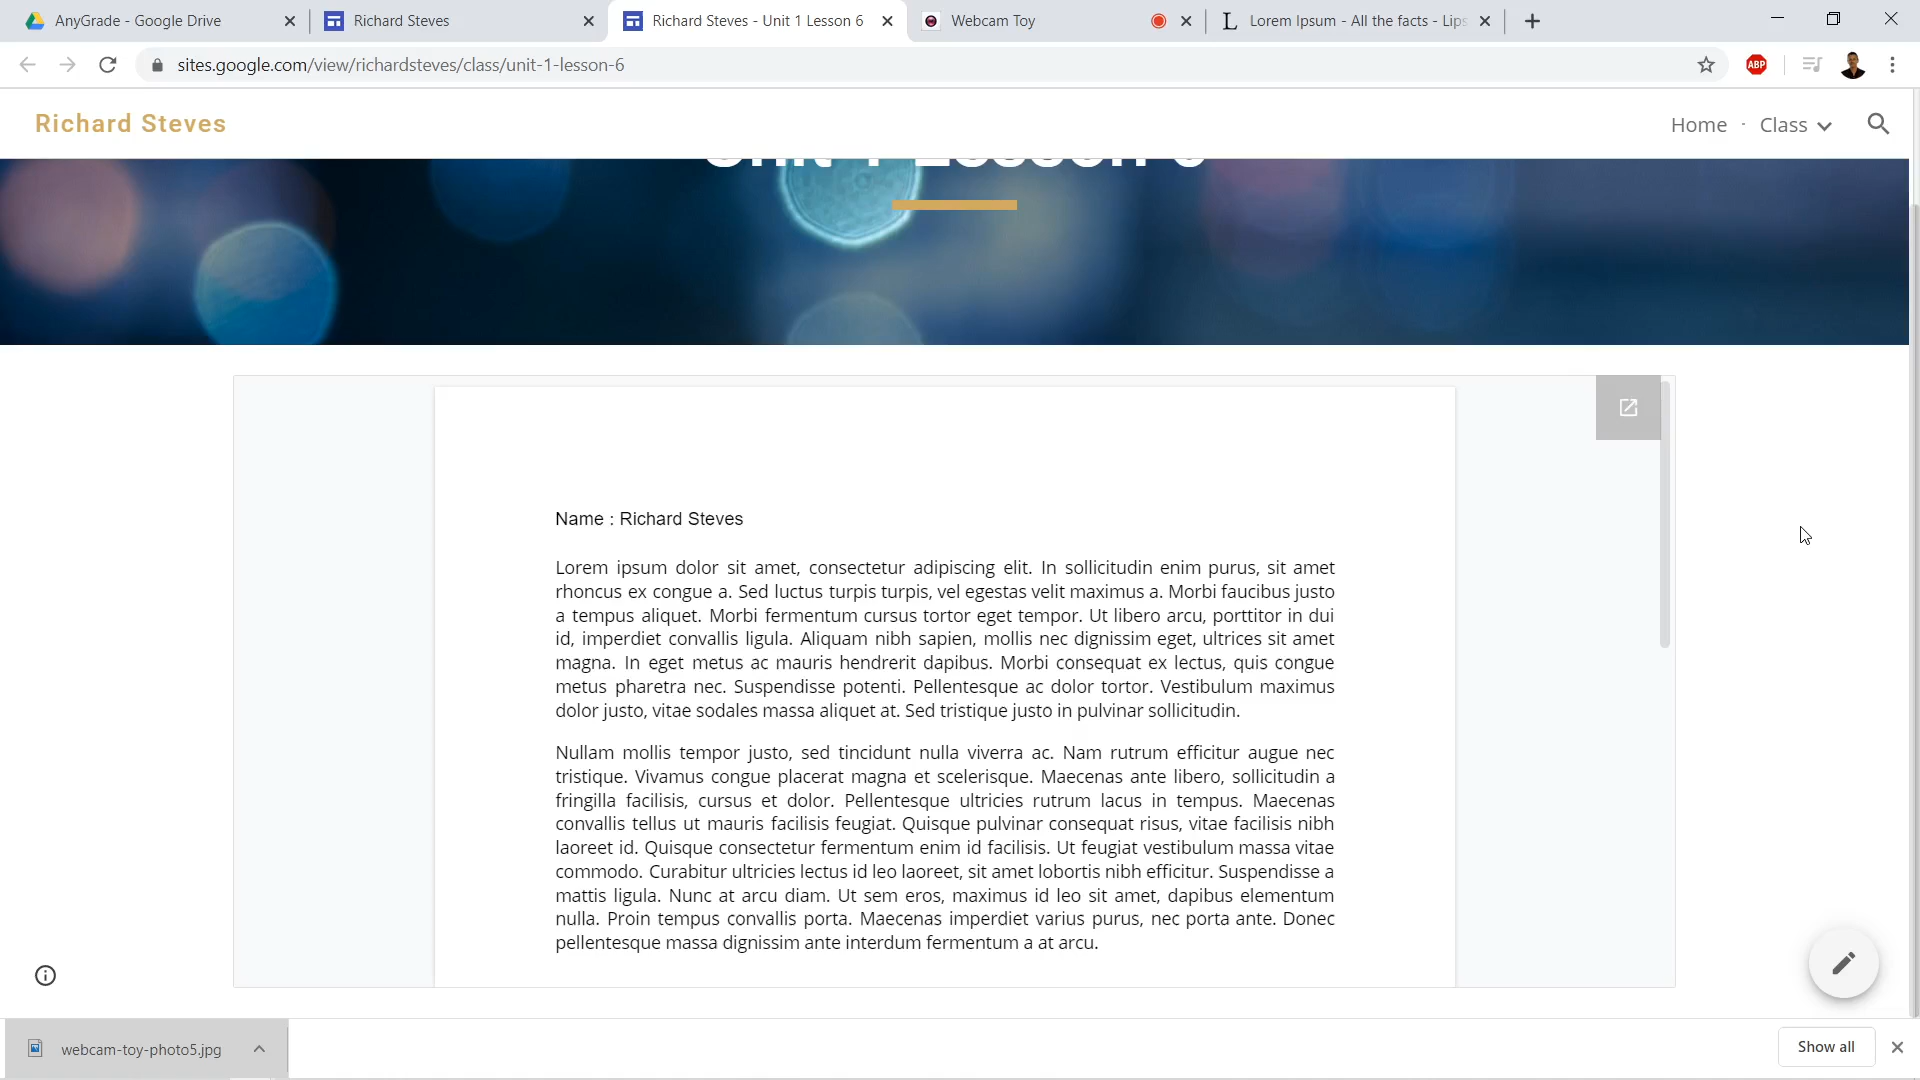 AnyGrade - Google Drive
Richard Steves
Richard Steves - Unit 1 Lesson 6
Webcam Toy
Lorem Ipsum - All the facts - Lips
sites.google.com/view/richardsteves/class/unit-1-lesson-6
ABP
Richard Steves
Home · Class
Unit 1 Lesson 6
Name : Richard Steves
Lorem ipsum dolor sit amet, consectetur adipiscing elit. In sollicitudin enim purus, sit amet
rhoncus ex congue a. Sed luctus turpis turpis, vel egestas velit maximus a. Morbi faucibus justo
a tempus aliquet. Morbi fermentum cursus tortor eget tempor. Ut libero arcu, porttitor in dui
id, imperdiet convallis ligula. Aliquam nibh sapien, mollis nec dignissim eget, ultrices sit amet
magna. In eget metus ac mauris hendrerit dapibus. Morbi consequat ex lectus, quis congue
metus pharetra nec. Suspendisse potenti. Pellentesque ac dolor tortor. Vestibulum maximus
dolor justo, vitae sodales massa aliquet at. Sed tristique justo in pulvinar sollicitudin.
Nullam mollis tempor justo, sed tincidunt nulla viverra ac. Nam rutrum efficitur augue nec
tristique. Vivamus congue placerat magna et scelerisque. Maecenas ante libero, sollicitudin a
fringilla facilisis, cursus et dolor. Pellentesque ultricies rutrum lacus in tempus. Maecenas
convallis tellus ut mauris facilisis feugiat. Quisque pulvinar consequat risus, vitae facilisis nibh
laoreet id. Quisque consectetur fermentum enim id facilisis. Ut feugiat vestibulum massa vitae
commodo. Curabitur ultricies lectus id leo laoreet, sit amet lobortis nibh efficitur. Suspendisse a
mattis ligula. Nunc at arcu diam. Ut sem eros, maximus id leo sit amet, dapibus elementum
nulla. Proin tempus convallis porta. Maecenas imperdiet varius purus, nec porta ante. Donec
pellentesque massa dignissim ante interdum fermentum a at arcu.
webcam-toy-photo5.jpg
Show all